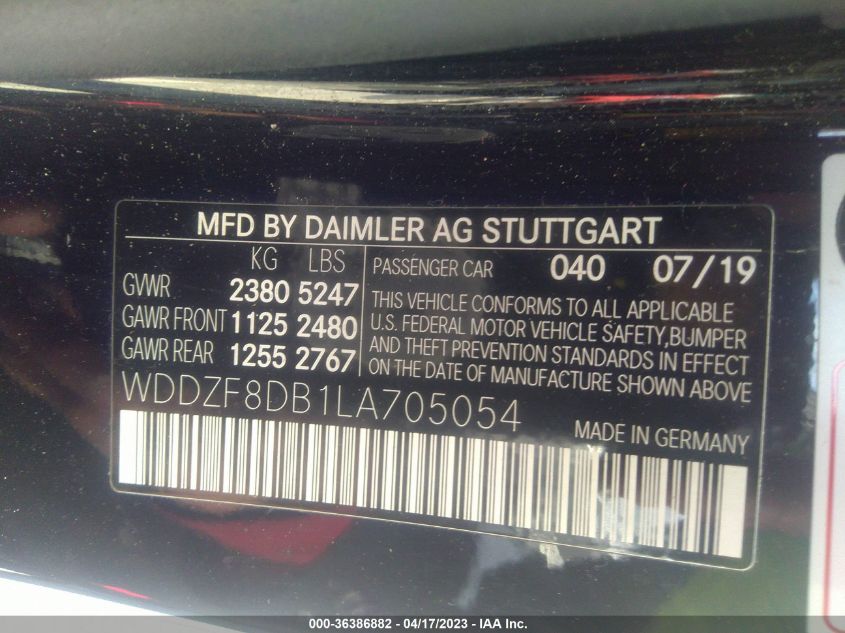 MFD BY DAIMLER AG STUTTGART
KG LBS
GVWR 2380 5247
GAWR FRONT 1125 2480
GAWR REAR 1255 2767
PASSENGER CAR 040 07/19
THIS VEHICLE CONFORMS TO ALL APPLICABLE
U.S. FEDERAL MOTOR VEHICLE SAFETY,BUMPER
AND THEFT PREVENTION STANDARDS IN EFFECT
ON THE DATE OF MANUFACTURE SHOWN ABOVE
WDDZF8DB1LA705054
MADE IN GERMANY
000-36386882 - 04/17/2023 - IAA Inc.